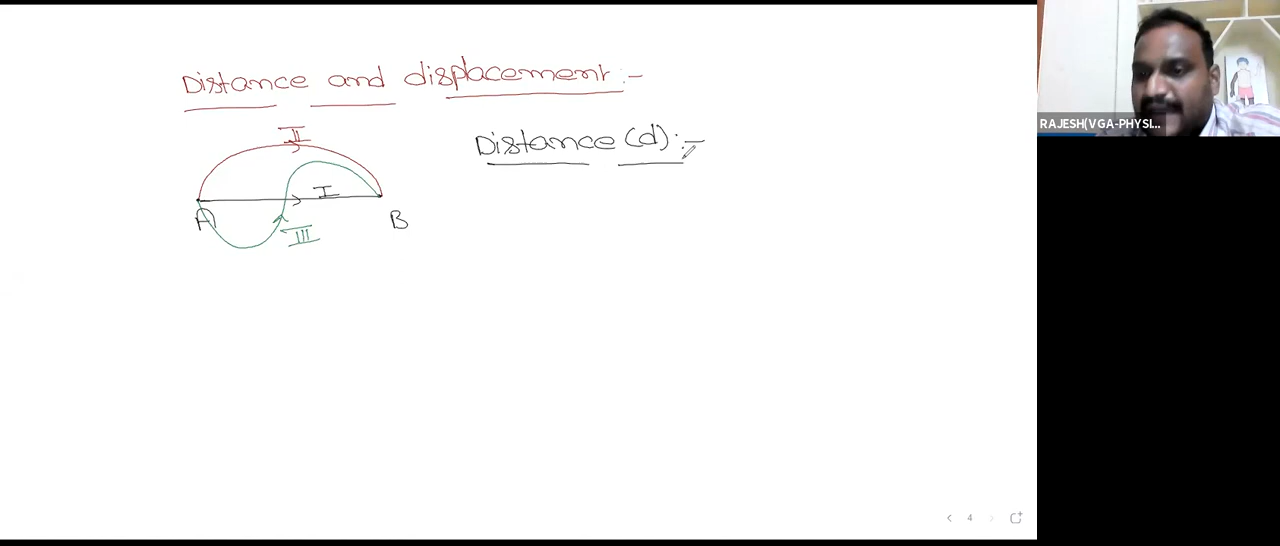 Distance and displacement :-
II
Distance (d) :-
I
A
B
III
RAJESH(VGA-PHYSI...
4